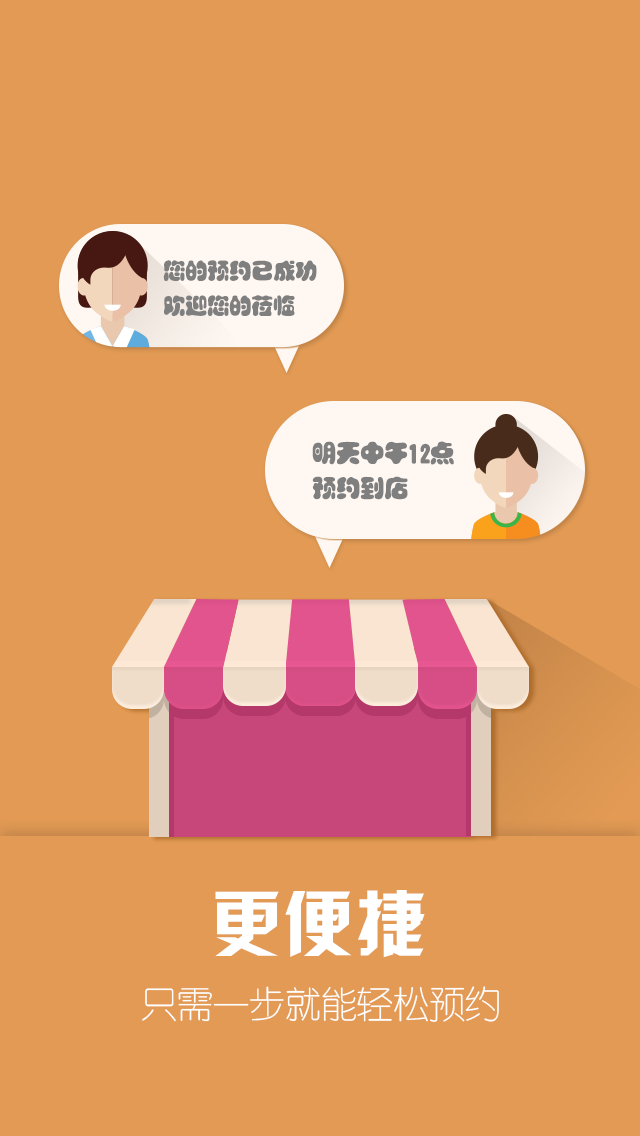 您的预约已成功
欢迎您的莅临
明天中午12点
预约到店
更便捷
只需一步就能轻松预约